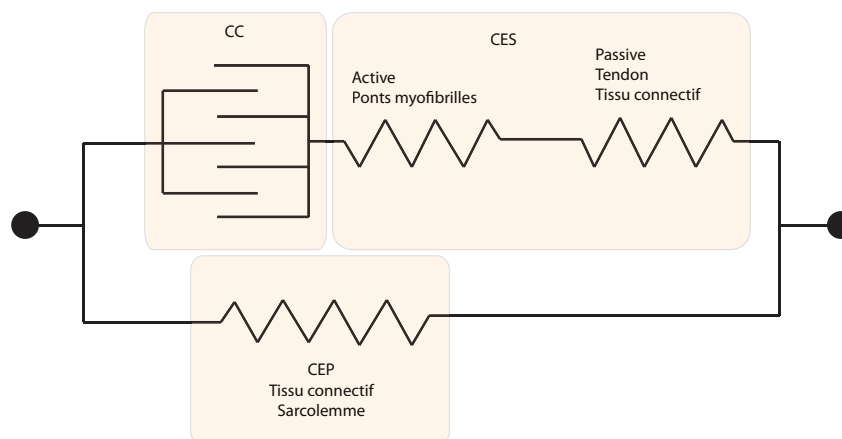 CC
CES
Active
Ponts myofibrilles
Passive
Tendon
Tissu connectif
CEP
Tissu connectif
Sarcolemme